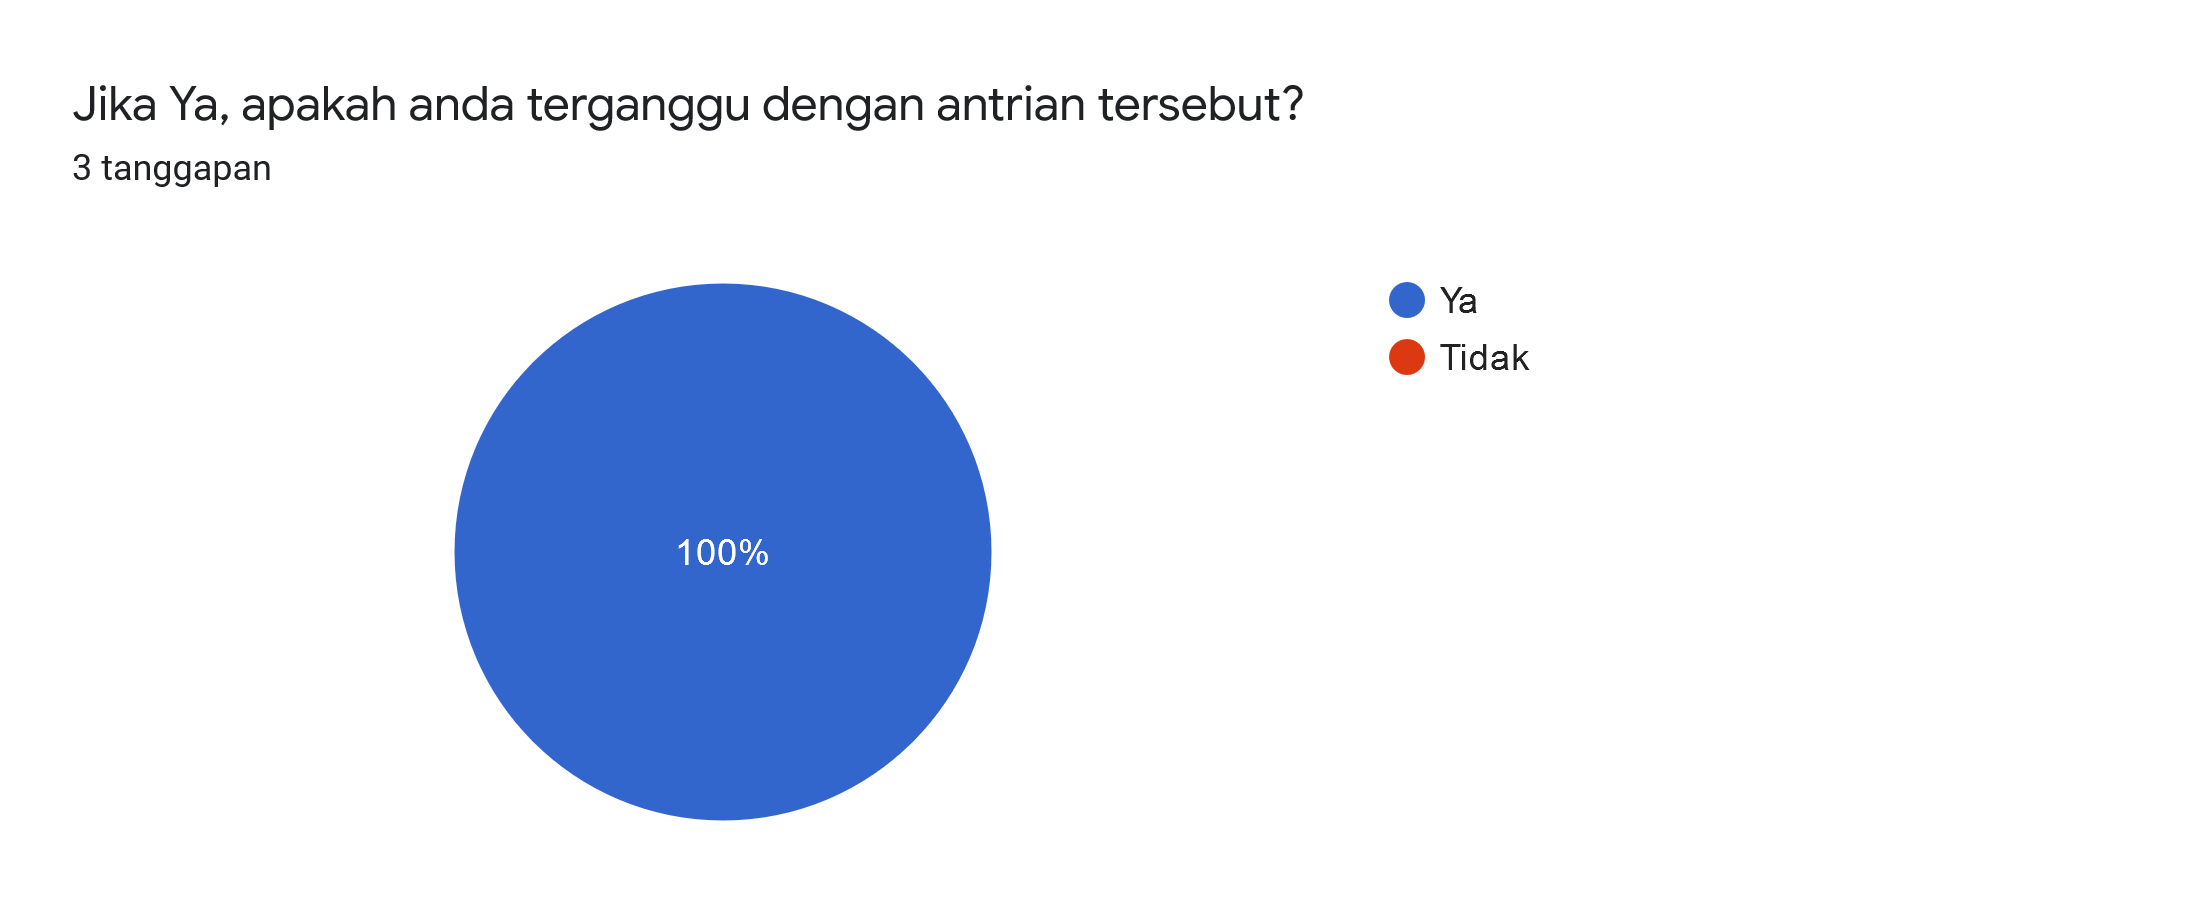 Jika Ya, apakah anda terganggu dengan antrian tersebut?
3 tanggapan
Ya
Tidak
100%